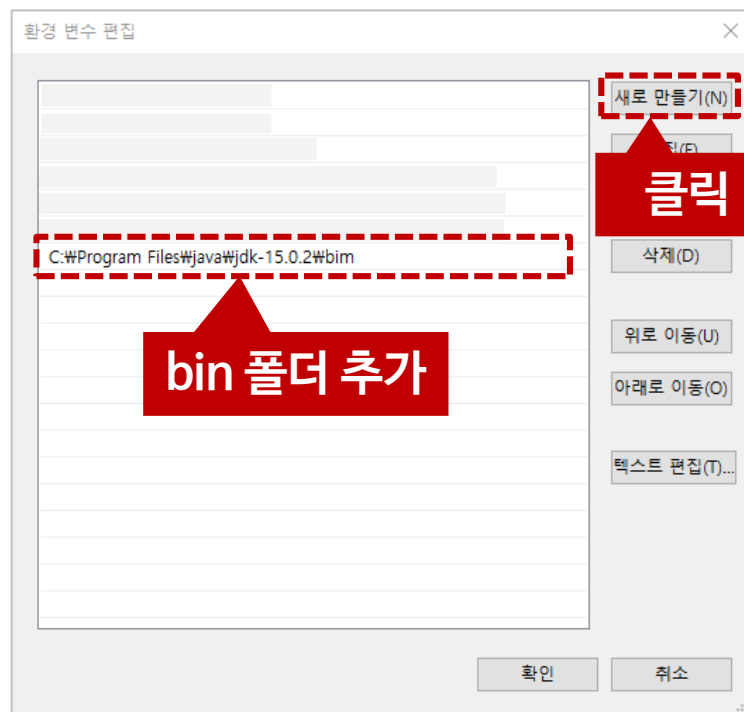 환경 변수 편집
새로 만들기(N)
클릭
삭제(D)
C:₩Program Files₩java₩jdk-15.0.2₩bim
bin 폴더 추가
위로 이동(U)
아래로 이동(O)
텍스트 편집(T)...
확인
취소